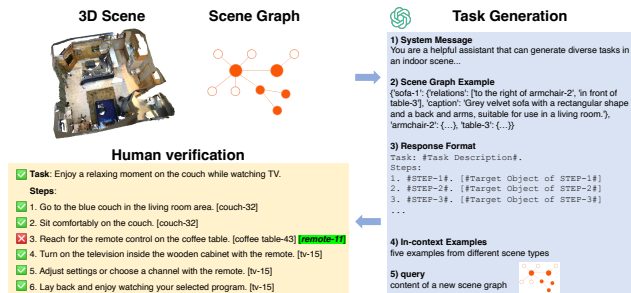 3D Scene
Scene Graph
Task Generation
1) System Message
You are a helpful assistant that can generate diverse tasks in
an indoor scene...
2) Scene Graph Example
{'sofa-1': {'relations': ['to the right of armchair-2', 'in front of
table-3'], 'caption': 'Grey velvet sofa with a rectangular shape
and a back and arms, suitable for use in a living room.'},
'armchair-2': {…}, 'table-3': {…}}
3) Response Format
Task: #Task Description#.
Steps:
1. #STEP-1#. [#Target Object of STEP-1#]
2. #STEP-2#. [#Target Object of STEP-2#]
3. #STEP-3#. [#Target Object of STEP-3#]
...
4) In-context Examples
five examples from different scene types
5) query
content of a new scene graph
Human verification
Task: Enjoy a relaxing moment on the couch while watching TV.
Steps:
1. Go to the blue couch in the living room area. [couch-32]
2. Sit comfortably on the couch. [couch-32]
3. Reach for the remote control on the coffee table. [coffee table-43] [remote-11]
4. Turn on the television inside the wooden cabinet with the remote. [tv-15]
5. Adjust settings or choose a channel with the remote. [tv-15]
6. Lay back and enjoy watching your selected program. [tv-15]